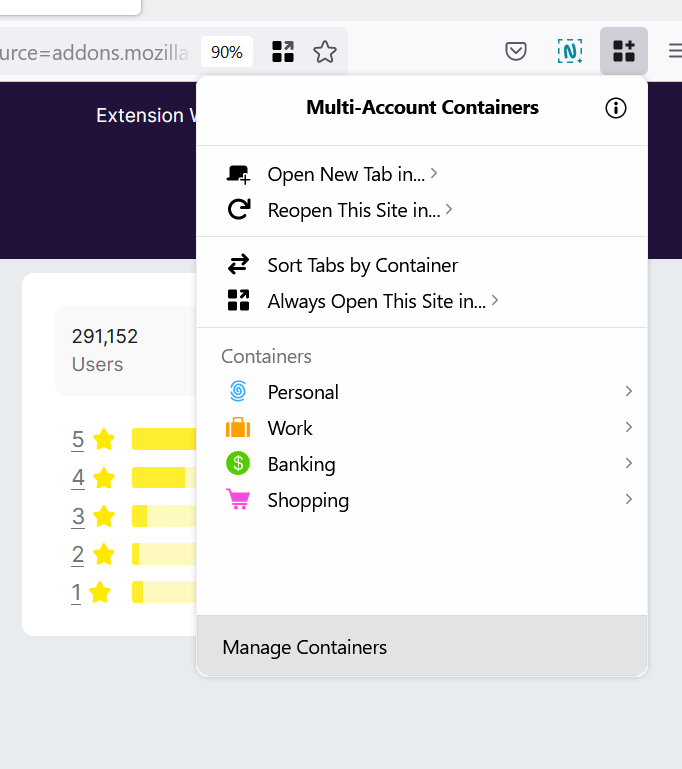 urce=addons.mozilla.
90%
Extension W
Multi-Account Containers
Open New Tab in...
Reopen This Site in...
Sort Tabs by Container
Always Open This Site in...
Containers
Personal
Work
Banking
Shopping
Manage Containers
291,152
Users
5
4
3
2
1